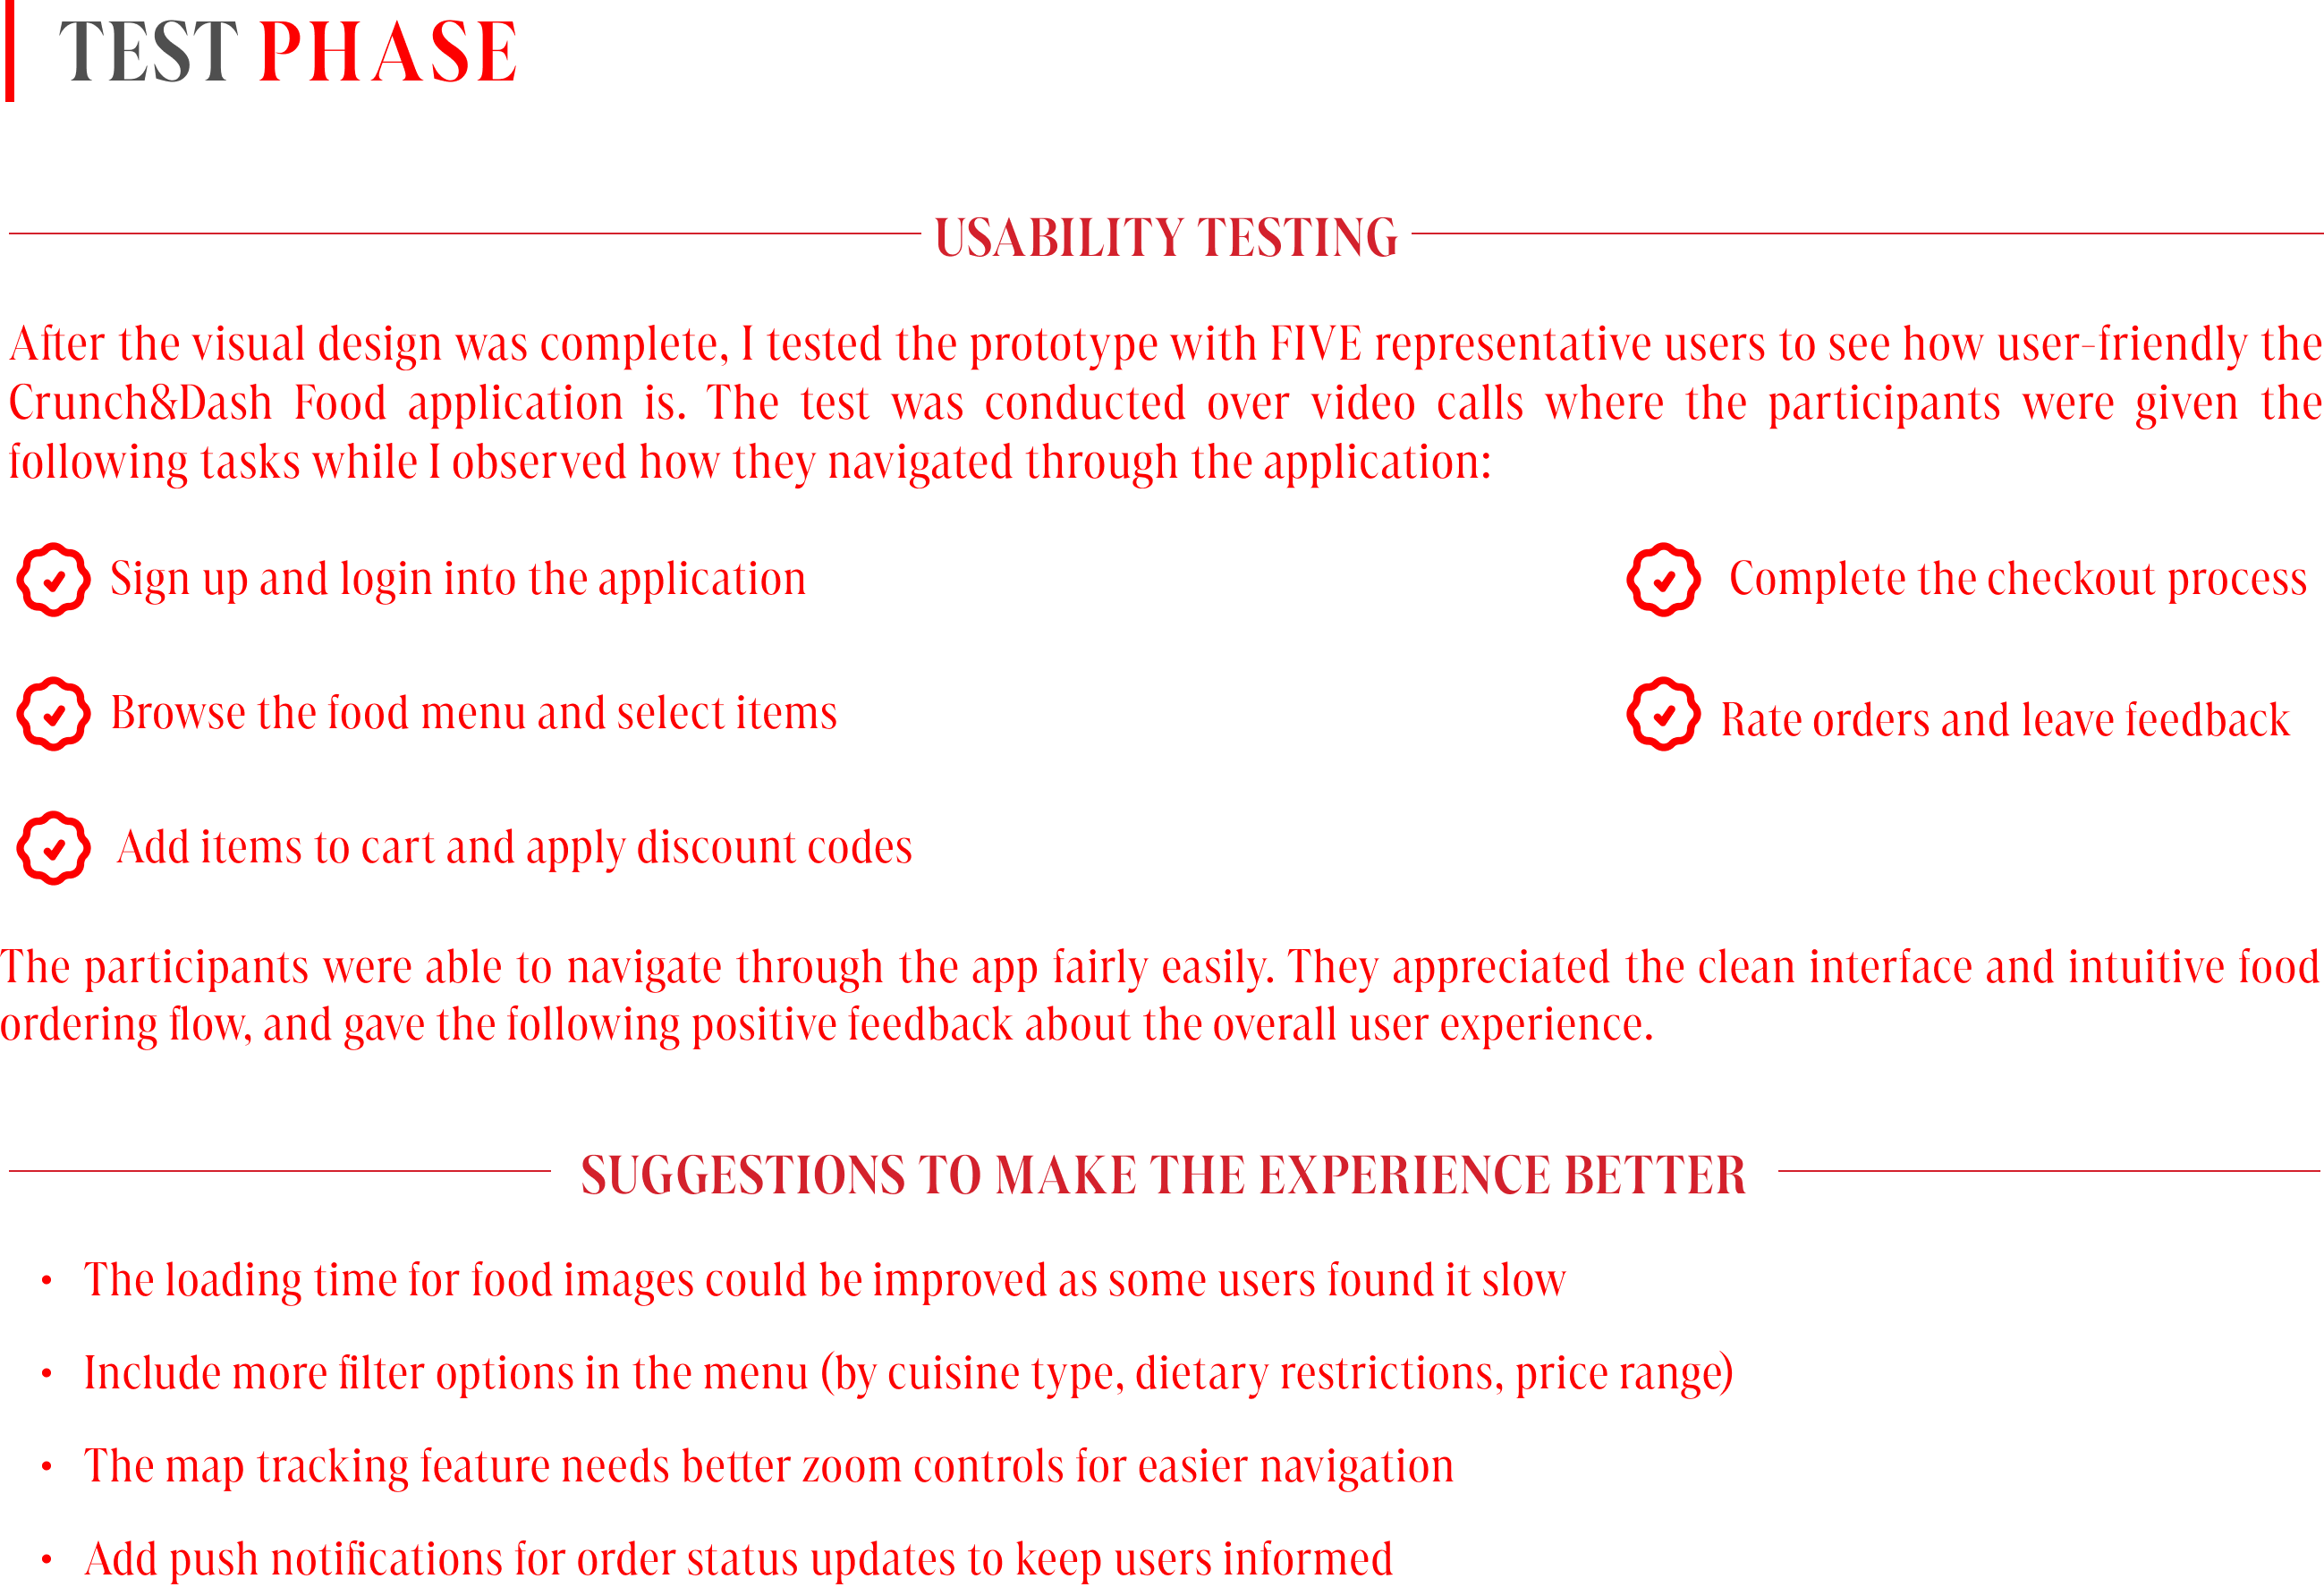 TEST PHASE
USABILITY TESTING
After the visual design was complete, I tested the prototype with FIVE representative users to see how user-friendly the
Crunch&Dash Food application is. The test was conducted over video calls where the participants were given the
following tasks while I observed how they navigated through the application:
Sign up and login into the application
Browse the food menu and select items
Add items to cart and apply discount codes
Complete the checkout process
Rate orders and leave feedback
The participants were able to navigate through the app fairly easily. They appreciated the clean interface and intuitive food
ordering flow, and gave the following positive feedback about the overall user experience.
SUGGESTIONS TO MAKE THE EXPERIENCE BETTER
• The loading time for food images could be improved as some users found it slow
• Include more filter options in the menu (by cuisine type, dietary restrictions, price range)
• The map tracking feature needs better zoom controls for easier navigation
• Add push notifications for order status updates to keep users informed